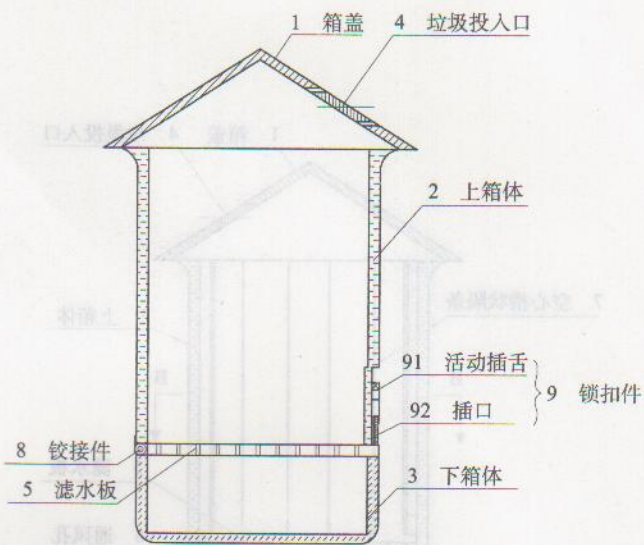 1 箱盖 4 垃圾投入口
2 上箱体
91 活动插舌
9 锁扣件
92 插口
8 铰接件
5 滤水板
3 下箱体